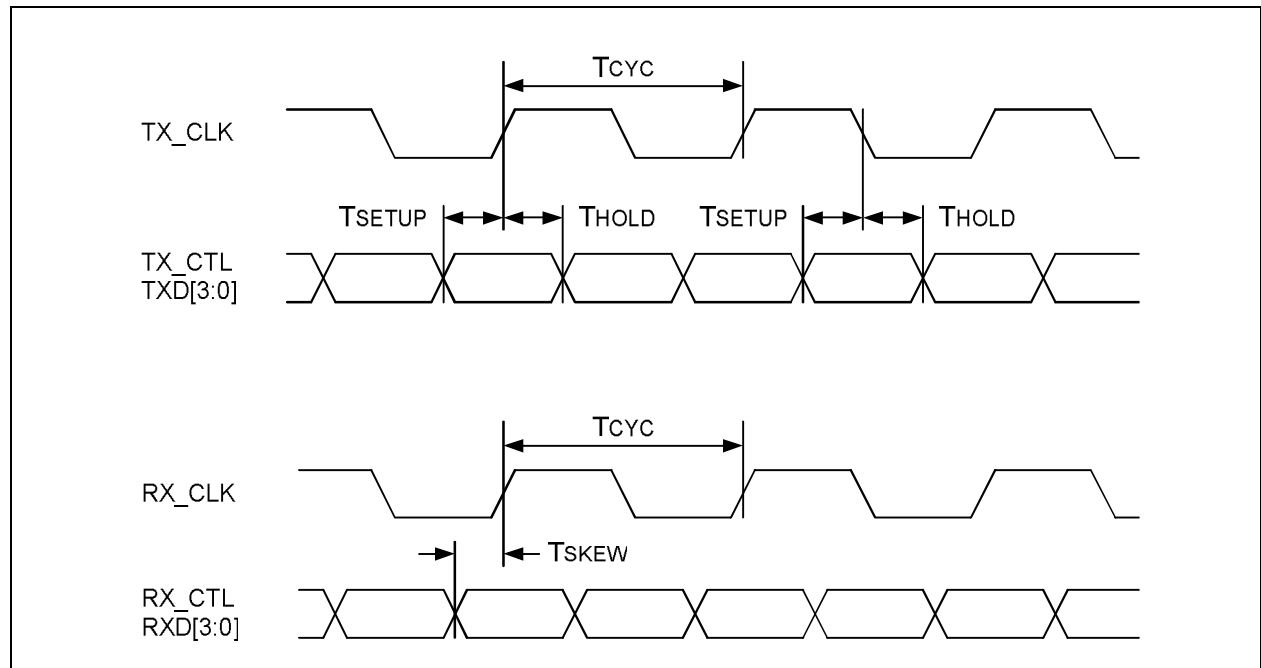 TCYC
TX_CLK
TSETUP THOLD TSETUP THOLD
TX_CTL
TXD[3:0]
TCYC
RX_CLK
TSKEW
RX_CTL
RXD[3:0]